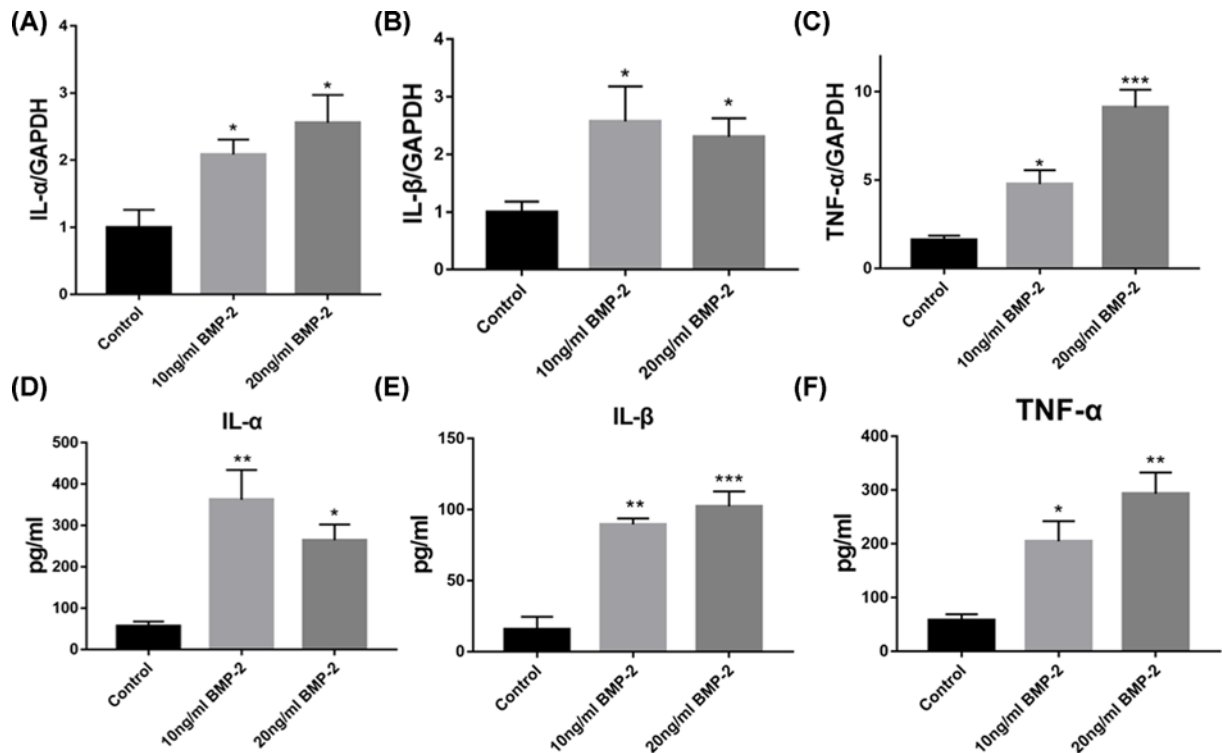 (A)
IL-α/GAPDH
4
3
2
1
0
*
*
Control
10ng/ml BMP-2
20ng/ml BMP-2
(B)
IL-β/GAPDH
4
3
2
1
0
*
*
Control
10ng/ml BMP-2
20ng/ml BMP-2
(C)
TNF-α/GAPDH
10
5
0
*
***
Control
10ng/ml BMP-2
20ng/ml BMP-2
(D)
IL-α
pg/ml
500
400
300
200
100
0
**
*
Control
10ng/ml BMP-2
20ng/ml BMP-2
(E)
IL-β
pg/ml
150
100
50
0
**
***
Control
10ng/ml BMP-2
20ng/ml BMP-2
(F)
TNF-α
pg/ml
400
300
200
100
0
*
**
Control
10ng/ml BMP-2
20ng/ml BMP-2